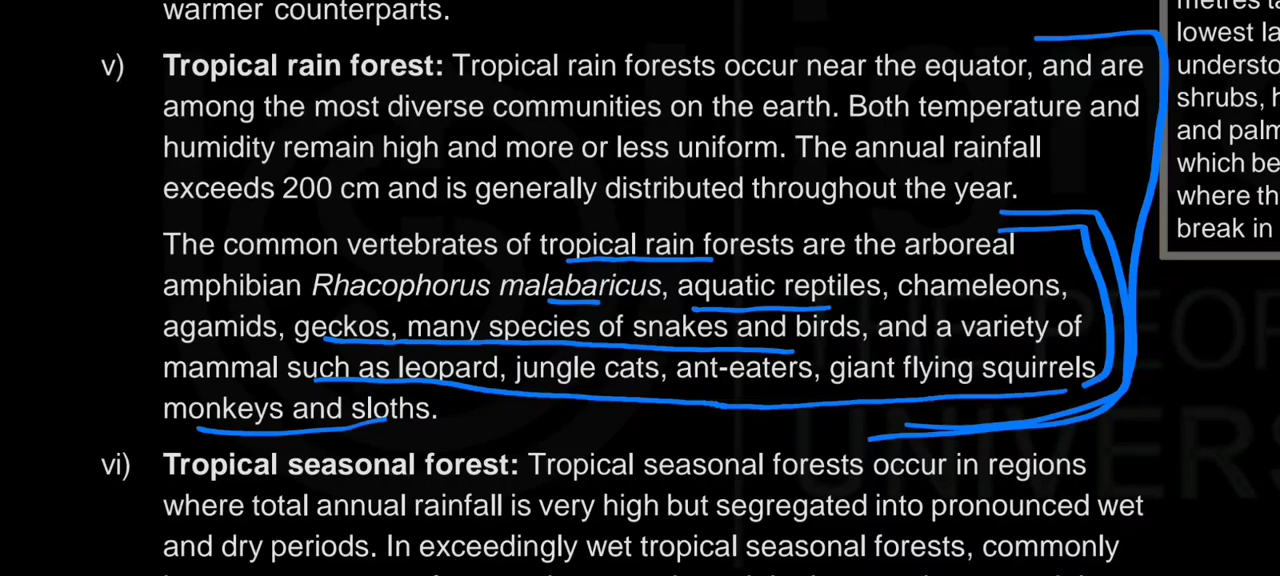 warmer counterparts.
v) Tropical rain forest: Tropical rain forests occur near the equator, and are
among the most diverse communities on the earth. Both temperature and
humidity remain high and more or less uniform. The annual rainfall
exceeds 200 cm and is generally distributed throughout the year.
The common vertebrates of tropical rain forests are the arboreal
amphibian Rhacophorus malabaricus, aquatic reptiles, chameleons,
agamids, geckos, many species of snakes and birds, and a variety of
mammal such as leopard, jungle cats, ant-eaters, giant flying squirrels
monkeys and sloths.
vi) Tropical seasonal forest: Tropical seasonal forests occur in regions
where total annual rainfall is very high but segregated into pronounced wet
and dry periods. In exceedingly wet tropical seasonal forests, commonly
metres ta
lowest la
understo
shrubs, h
and palm
which be
where th
break in